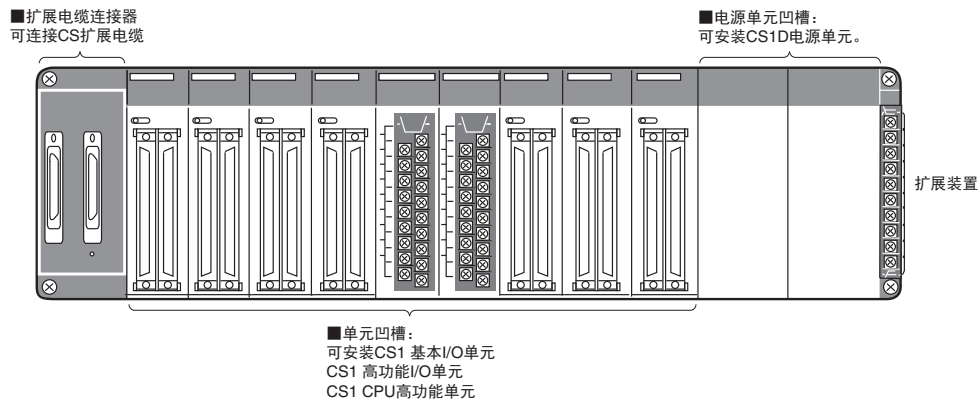 ■扩展电缆连接器
可连接CS扩展电缆
■电源单元凹槽：
可安装CS1D电源单元。
扩展装置
■单元凹槽：
可安装CS1 基本I/O单元
CS1 高功能I/O单元
CS1 CPU高功能单元